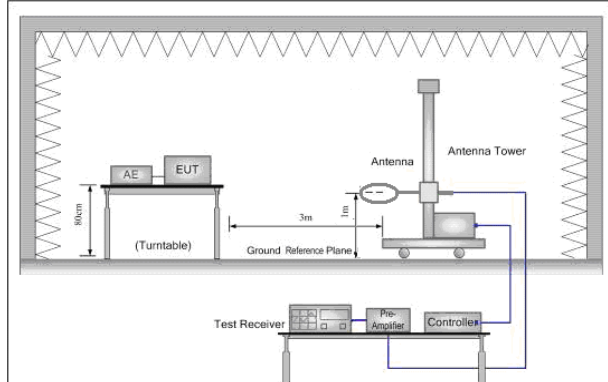 Antenna Tower
Antenna
EUT
AE
80cm
1m
3m
(Turntable)
Ground Reference Plane
Test Receiver
Pre-
Amplifier
Controller